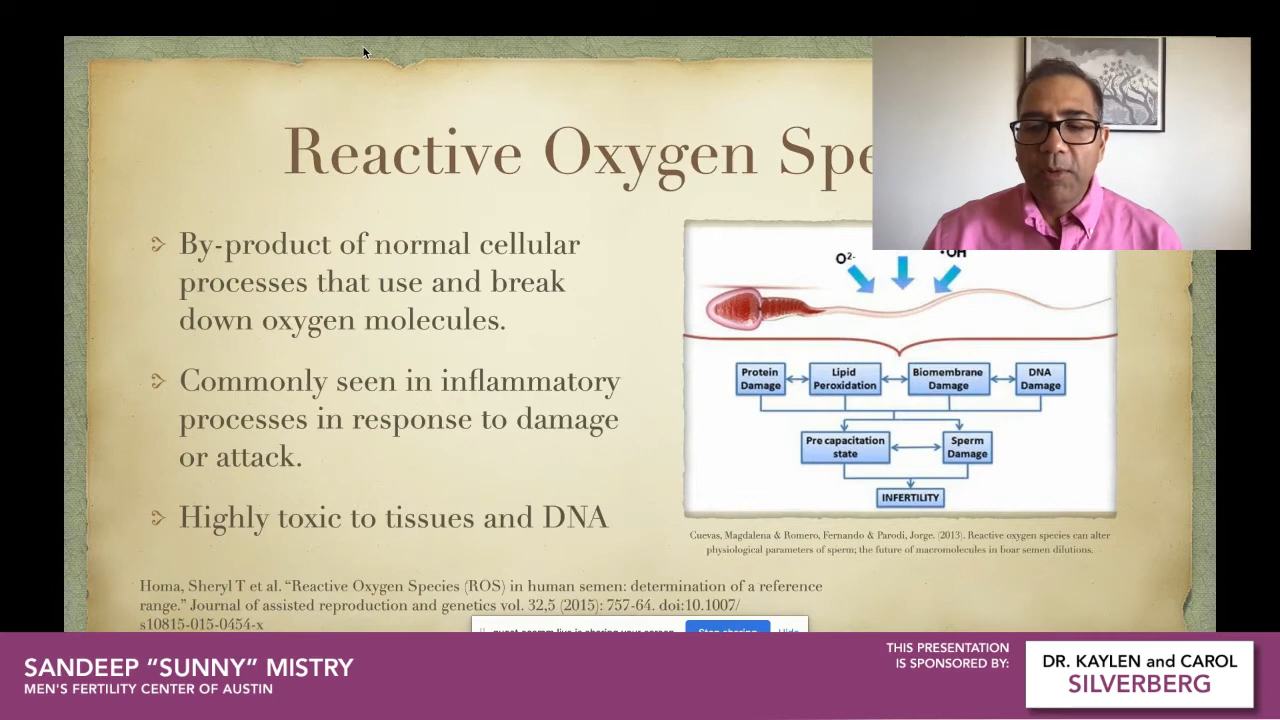 Reactive Oxygen Spe
By-product of normal cellular
processes that use and break
down oxygen molecules.
Commonly seen in inflammatory
processes in response to damage
or attack.
Highly toxic to tissues and DNA
O²⁻
•OH
Protein
Damage
Lipid
Peroxidation
Biomembrane
Damage
DNA
Damage
Pre capacitation
state
Sperm
Damage
INFERTILITY
Cuevas, Magdalena & Romero, Fernando & Parodi, Jorge. (2013). Reactive oxygen species can alter
physiological parameters of sperm; the future of macromolecules in boar semen dilutions.
Homa, Sheryl T et al. “Reactive Oxygen Species (ROS) in human semen: determination of a reference
range.” Journal of assisted reproduction and genetics vol. 32,5 (2015): 757-64. doi:10.1007/
s10815-015-0454-x
Stop sharing
Hide
SANDEEP “SUNNY” MISTRY
MEN'S FERTILITY CENTER OF AUSTIN
THIS PRESENTATION
IS SPONSORED BY:
DR. KAYLEN and CAROL
SILVERBERG